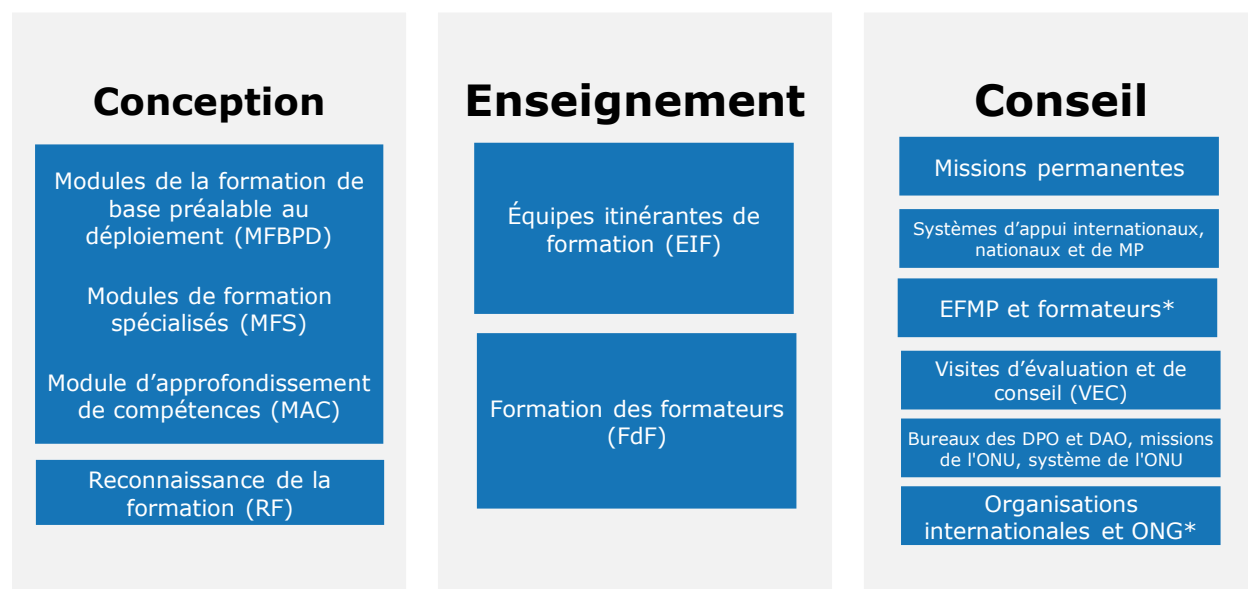 Conception
Modules de la formation de
base préalable au
déploiement (MFBPD)
Modules de formation
spécialisés (MFS)
Module d’approfondissement
de compétences (MAC)
Reconnaissance de la
formation (RF)
Enseignement
Équipes itinérantes de
formation (EIF)
Formation des formateurs
(FdF)
Conseil
Missions permanentes
Systèmes d’appui internationaux,
nationaux et de MP
EFMP et formateurs*
Visites d’évaluation et de
conseil (VEC)
Bureaux des DPO et DAO, missions
de l'ONU, système de l'ONU
Organisations
internationales et ONG*